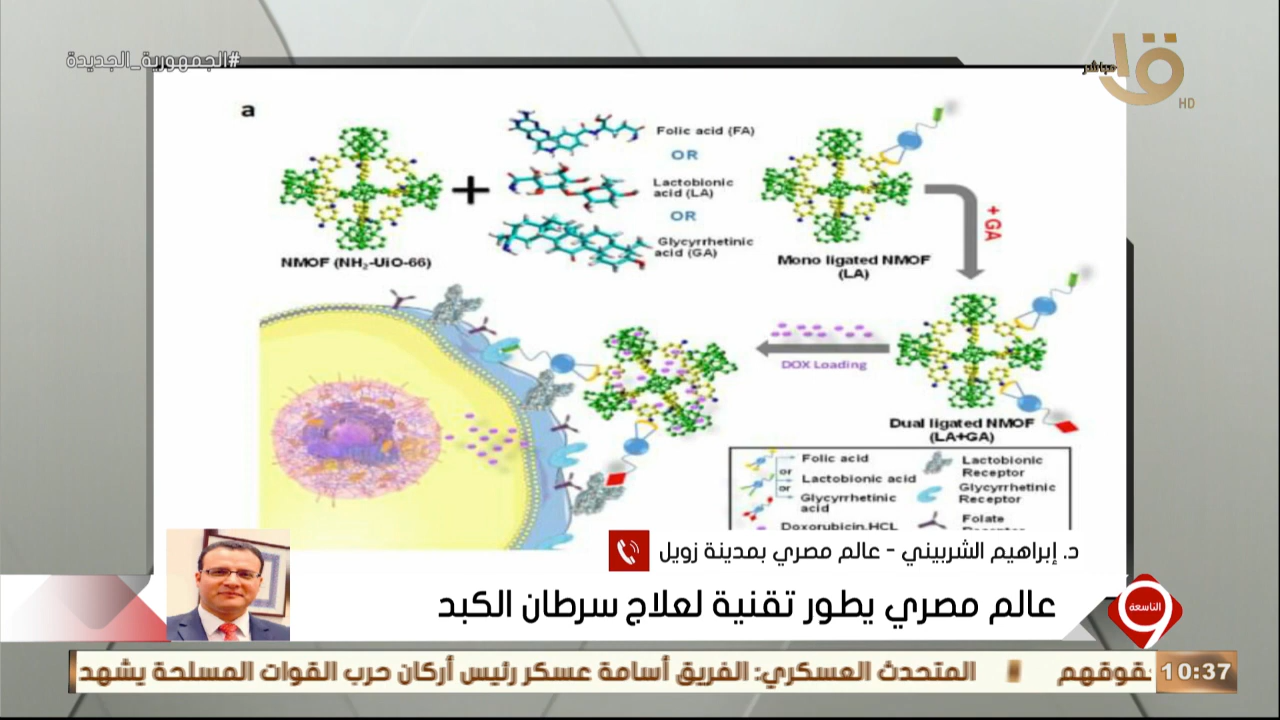 #الجمهورية_الجديدة
مباشر
HD
a
Folic acid (FA)
OR
Lactobionic
acid (LA)
OR
Glycyrrhetinic
acid (GA)
NMOF (NH₂-UiO-66)
Mono ligated NMOF
(LA)
+ GA
DOX Loading
Dual ligated NMOF
(LA+GA)
Folic acid
or
Lactobionic acid
or
Glycyrrhetinic
acid
Doxorubicin.HCL
Lactobionic
Receptor
Glycyrrhetinic
Receptor
Folate
د. إبراهيم الشربيني - عالم مصري بمدينة زويل
عالم مصري يطور تقنية لعلاج سرطان الكبد
التاسعة
9
المتحدث العسكري: الفريق أسامة عسكر رئيس أركان حرب القوات المسلحة يشهد
10:37